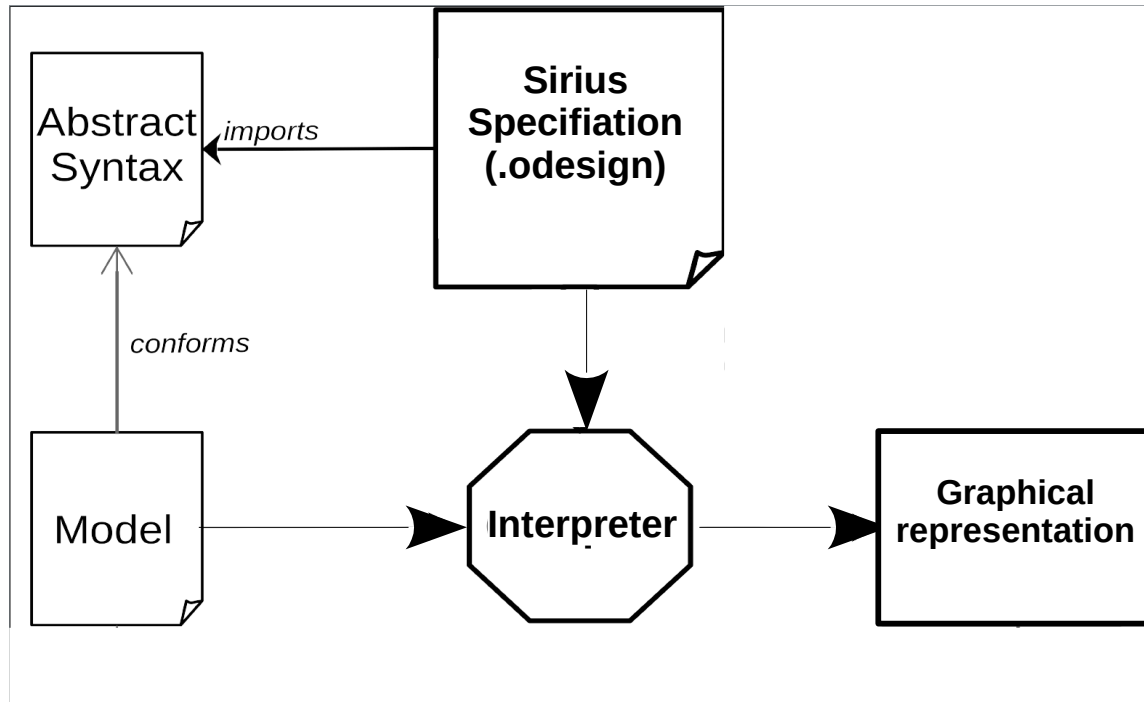 Sirius
Specifiation
(.odesign)
Abstract
Syntax
imports
conforms
Model
Interpreter
Graphical
representation